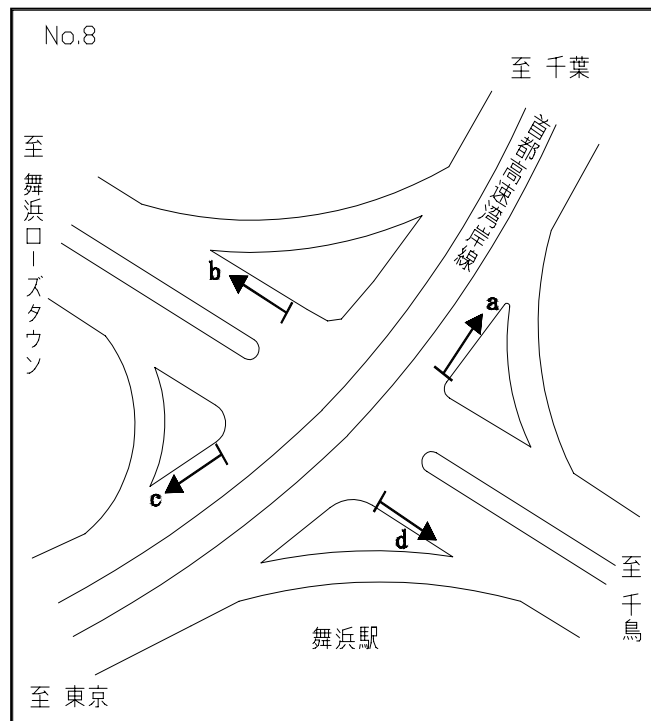 No.8
至 千葉
首都高速湾岸線
至 舞浜ローズタウン
b
a
c
d
至 千鳥
舞浜駅
至 東京